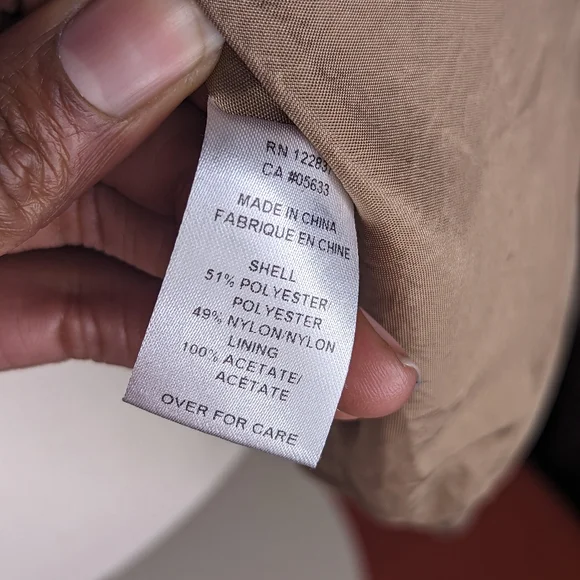 RN
CA #05633
MADE IN CHINA
FABRIQUE EN CHINE
SHELL
51% POLYESTER
POLYESTER
49% NYLON/NYLON
LINING
100% ACETATE/
ACÉTATE
OVER FOR CARE